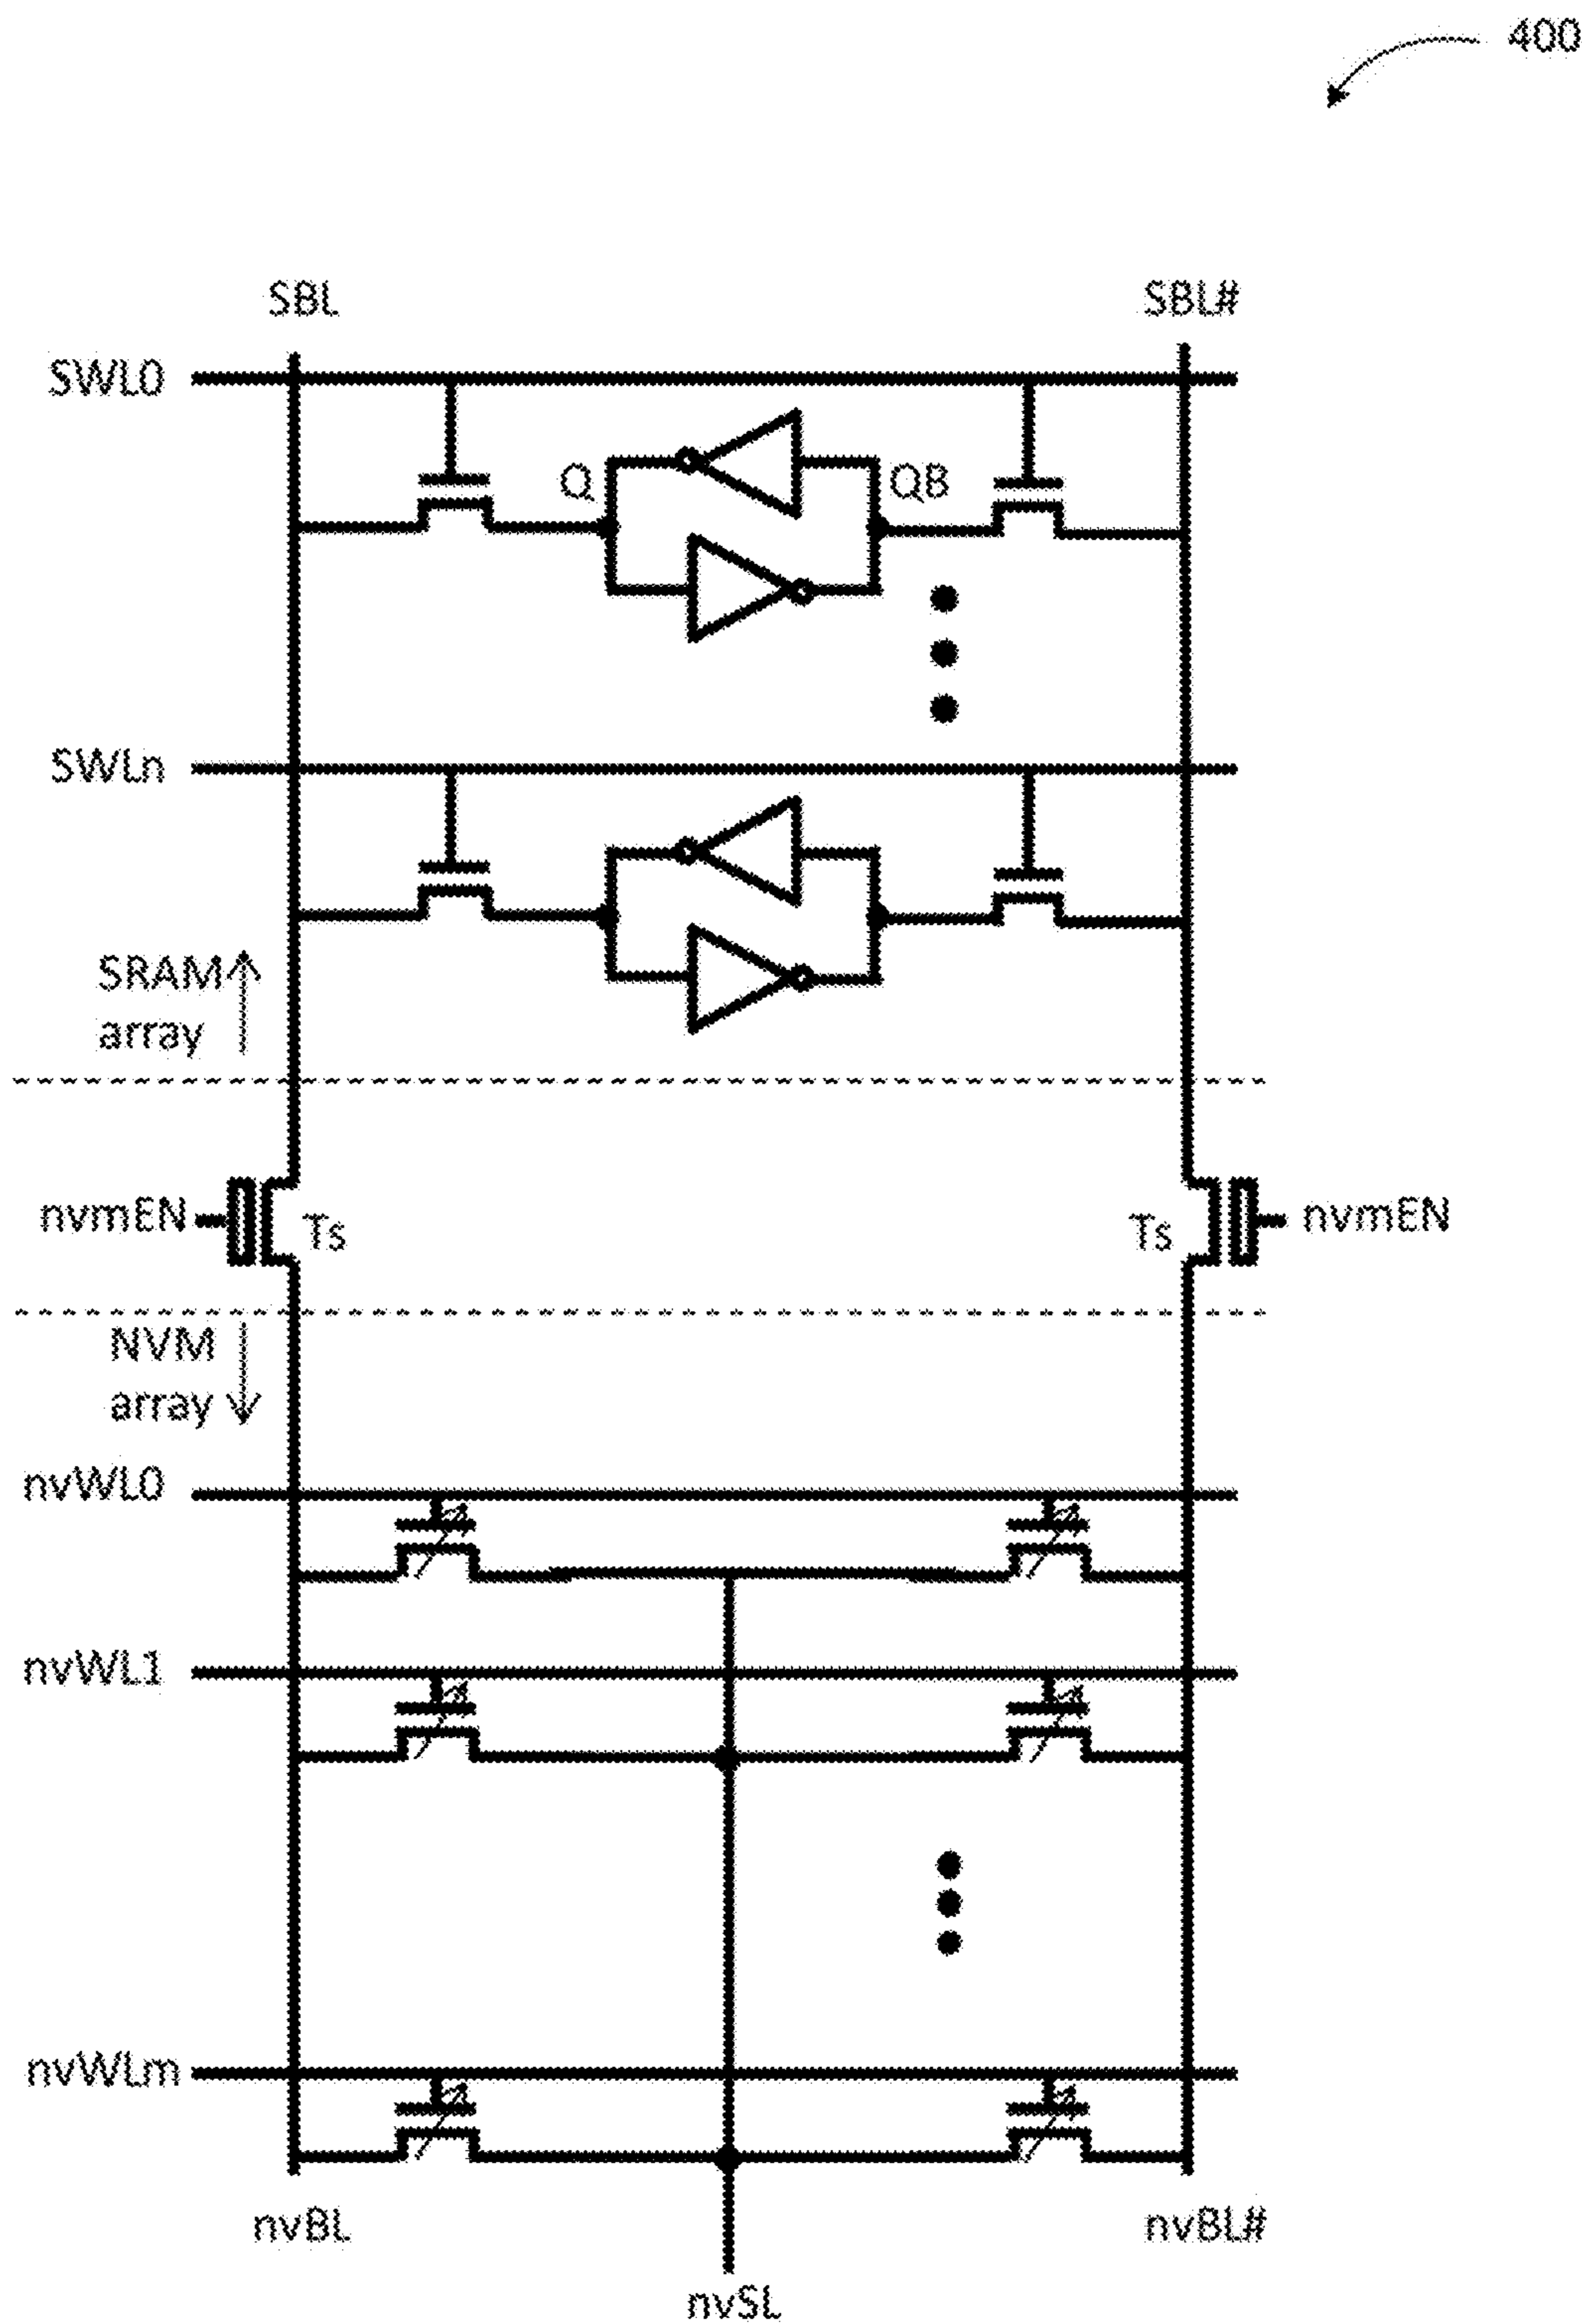 400
SBL
SBL#
SWL0
Q
QB
SWLn
SRAM
array
nvmEN
Ts
Ts
nvmEN
NVM
array
nvWL0
nvWL1
nvWLm
nvBL
nvBL#
nvSL